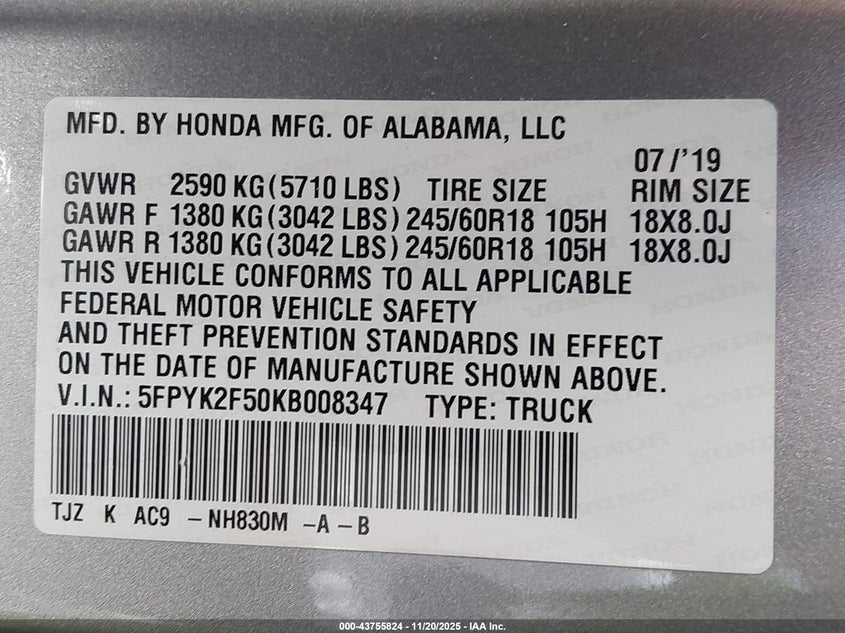 MFD. BY HONDA MFG. OF ALABAMA, LLC
07/'19
GVWR 2590 KG (5710 LBS) TIRE SIZE RIM SIZE
GAWR F 1380 KG (3042 LBS) 245/60R18 105H 18X8.0J
GAWR R 1380 KG (3042 LBS) 245/60R18 105H 18X8.0J
THIS VEHICLE CONFORMS TO ALL APPLICABLE
FEDERAL MOTOR VEHICLE SAFETY
AND THEFT PREVENTION STANDARDS IN EFFECT
ON THE DATE OF MANUFACTURE SHOWN ABOVE.
V.I.N.: 5FPYK2F50KB008347 TYPE: TRUCK
TJZ K AC9 – NH830M – A – B
000-43755824 - 11/20/2025 - IAA Inc.